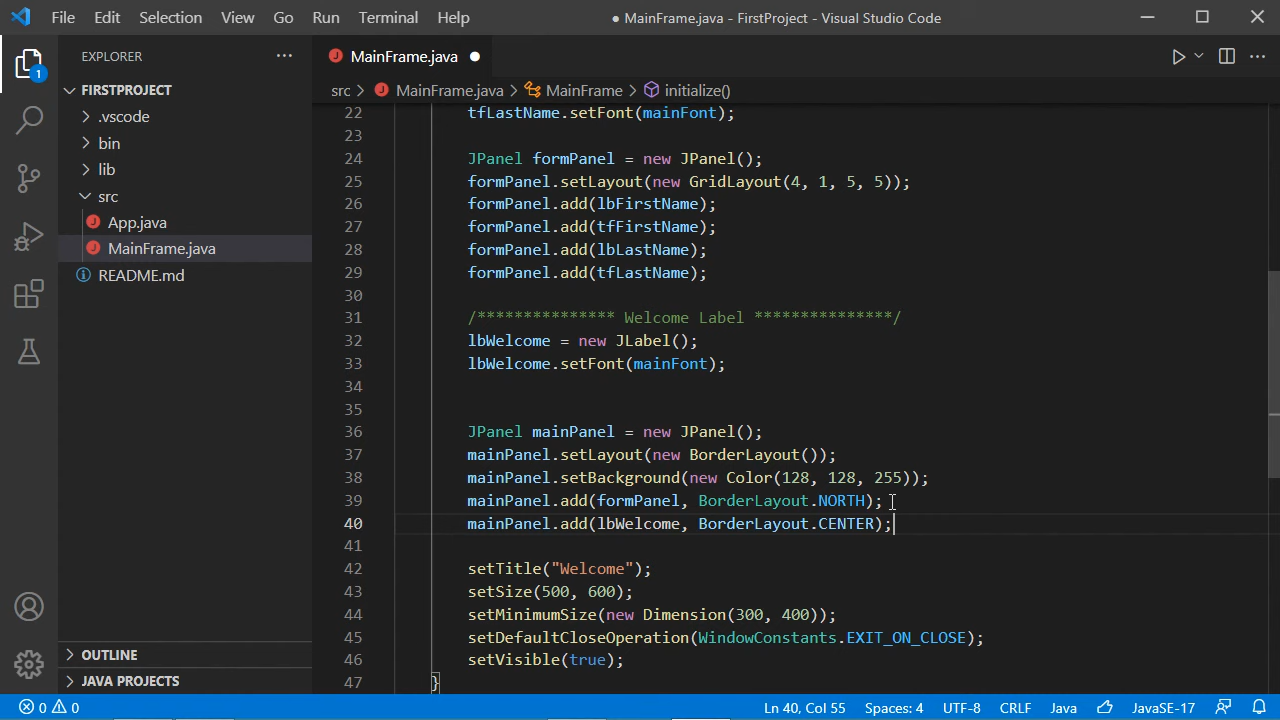 File Edit Selection View Go Run Terminal Help ● MainFrame.java - FirstProject - Visual Studio Code
EXPLORER
MainFrame.java
FIRSTPROJECT
src > MainFrame.java > MainFrame > initialize()
.vscode
bin
lib
src
App.java
MainFrame.java
README.md
OUTLINE
JAVA PROJECTS
1
22 tfLastName.setFont(mainFont);
23
24 JPanel formPanel = new JPanel();
25 formPanel.setLayout(new GridLayout(4, 1, 5, 5));
26 formPanel.add(lbFirstName);
27 formPanel.add(tfFirstName);
28 formPanel.add(lbLastName);
29 formPanel.add(tfLastName);
30
31 /*************** Welcome Label ***************/
32 lbWelcome = new JLabel();
33 lbWelcome.setFont(mainFont);
34
35
36 JPanel mainPanel = new JPanel();
37 mainPanel.setLayout(new BorderLayout());
38 mainPanel.setBackground(new Color(128, 128, 255));
39 mainPanel.add(formPanel, BorderLayout.NORTH);
40 mainPanel.add(lbWelcome, BorderLayout.CENTER);
41
42 setTitle("Welcome");
43 setSize(500, 600);
44 setMinimumSize(new Dimension(300, 400));
45 setDefaultCloseOperation(WindowConstants.EXIT_ON_CLOSE);
46 setVisible(true);
47 }
0 0 Ln 40, Col 55 Spaces: 4 UTF-8 CRLF Java JavaSE-17